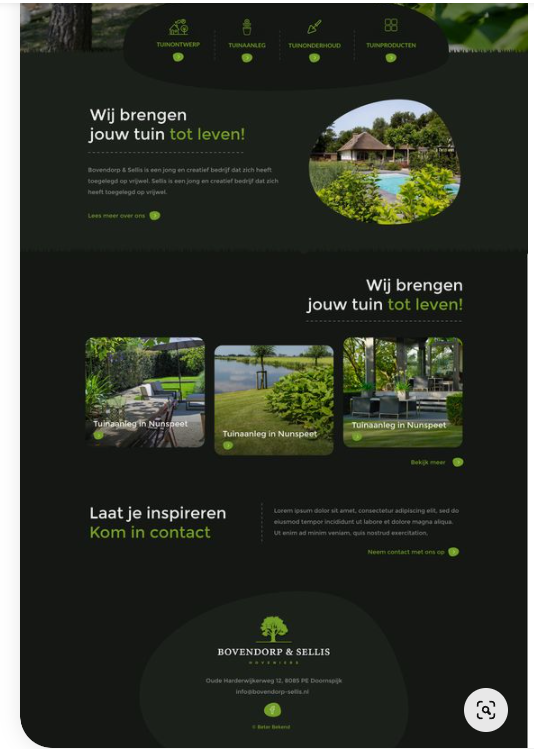 TUINONTWERP
TUINAANLEG
TUINONDERHOUD
TUINPRODUCTEN
Wij brengen
jouw tuin tot leven!
Bovendorp & Sellis is een jong en creatief bedrijf dat zich heeft
toegelegd op vrijwel. Sellis is een jong en creatief bedrijf dat zich
heeft toegelegd op vrijwel.
Lees meer over ons
Wij brengen
jouw tuin tot leven!
Tuinaanleg in Nunspeet
Tuinaanleg in Nunspeet
Tuinaanleg in Nunspeet
Bekijk meer
Laat je inspireren
Kom in contact
Lorem ipsum dolor sit amet, consectetur adipiscing elit, sed do
eiusmod tempor incididunt ut labore et dolore magna aliqua.
Ut enim ad minim veniam, quis nostrud exercitation,
Neem contact met ons op
BOVENDORP & SELLIS
HOVENIERS
Oude Harderwijkerweg 12, 8085 PE Doornspijk
info@bovendorp-sellis.nl
© Beter Bekend